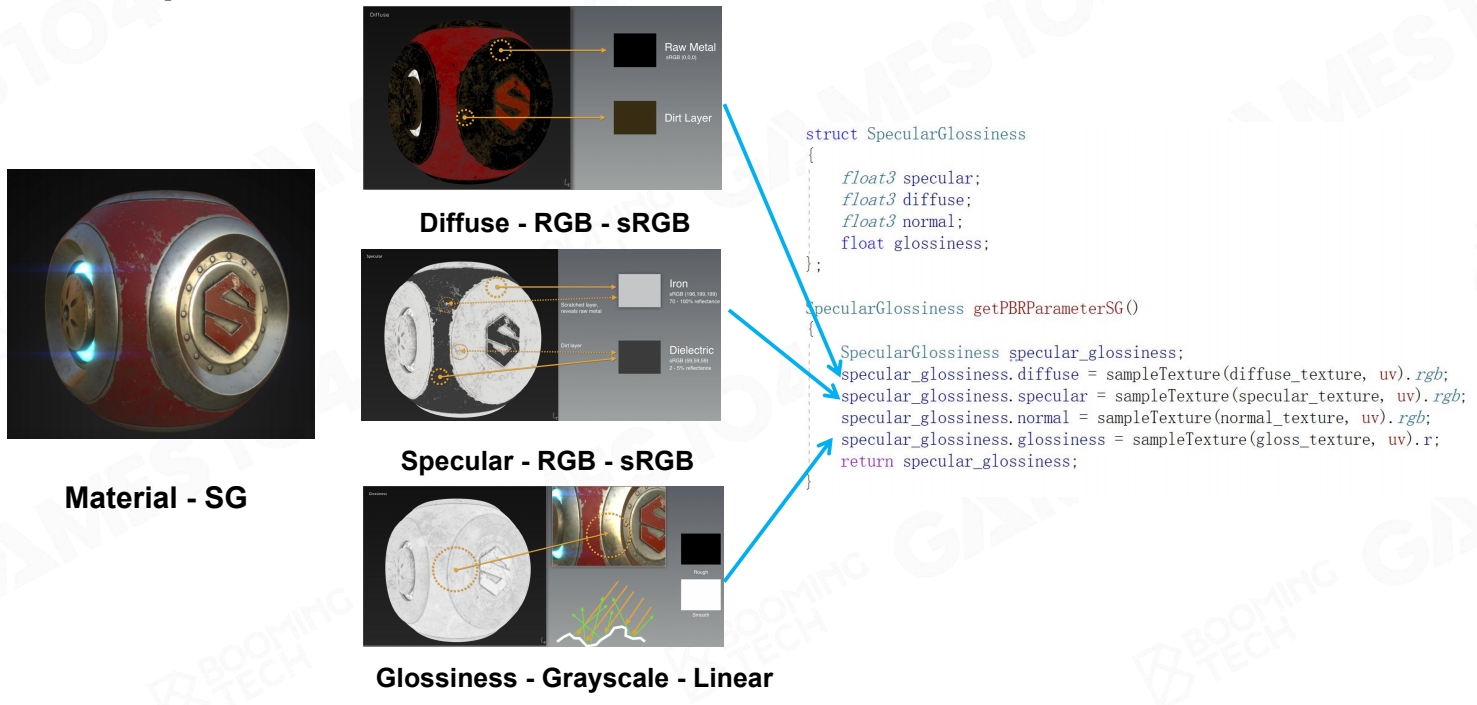 Diffuse
Raw Metal
sRGB (0,0,0)
Dirt Layer
Diffuse - RGB - sRGB
Specular
Iron
sRGB (196,199,199)
70 - 100% reflectance
Scratched layer,
reveals raw metal
Dirt layer
Dielectric
sRGB (59,59,59)
2 - 5% reflectance
Specular - RGB - sRGB
Glossiness
Rough
Smooth
Glossiness - Grayscale - Linear
Material - SG
struct SpecularGlossiness
{
float3 specular;
float3 diffuse;
float3 normal;
float glossiness;
};
SpecularGlossiness getPBRParameterSG()
{
SpecularGlossiness specular_glossiness;
specular_glossiness.diffuse = sampleTexture(diffuse_texture, uv).rgb;
specular_glossiness.specular = sampleTexture(specular_texture, uv).rgb;
specular_glossiness.normal = sampleTexture(normal_texture, uv).rgb;
specular_glossiness.glossiness = sampleTexture(gloss_texture, uv).r;
return specular_glossiness;
}
GAMES104
BOOMING
TECH